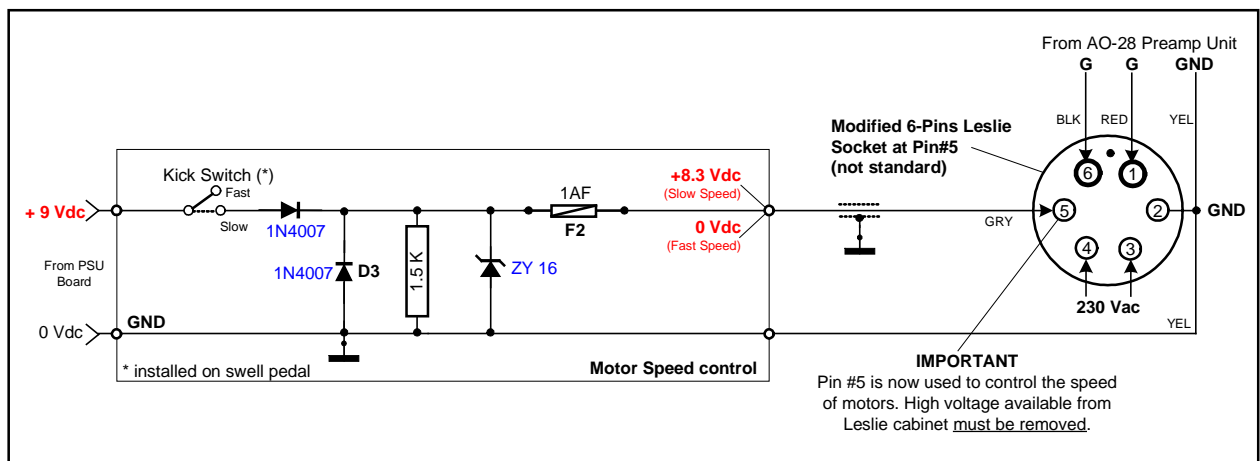 From AO-28 Preamp Unit
G G GND
BLK RED YEL
Modified 6-Pins Leslie
Socket at Pin#5
(not standard)
6 1
5 2
4 3
GND
230 Vac
GRY
YEL
Kick Switch (*)
Fast
Slow
+ 9 Vdc
From PSU
Board
0 Vdc
GND
1N4007
1N4007 D3
1.5 K
ZY 16
1AF
F2
+8.3 Vdc
(Slow Speed)
0 Vdc
(Fast Speed)
* installed on swell pedal
Motor Speed control
IMPORTANT
Pin #5 is now used to control the speed
of motors. High voltage available from
Leslie cabinet must be removed.